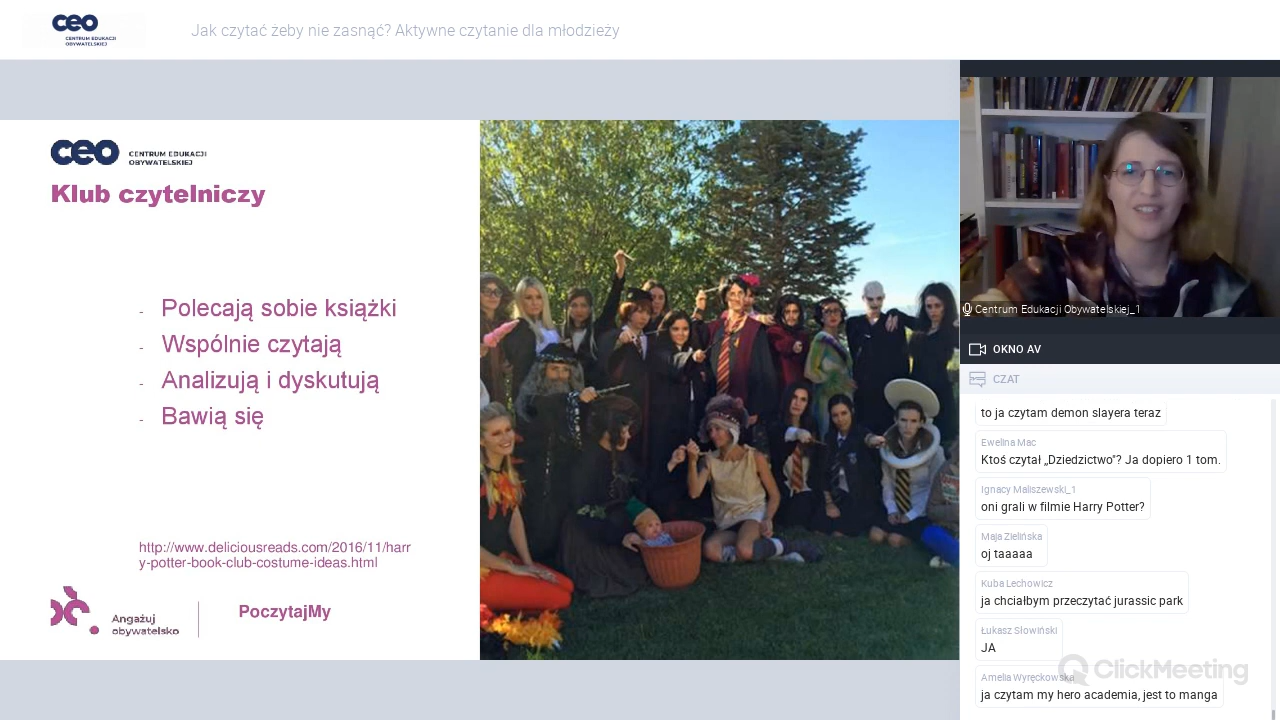 ceo
CENTRUM EDUKACJI
OBYWATELSKIEJ
Jak czytać żeby nie zasnąć? Aktywne czytanie dla młodzieży
ceo
CENTRUM EDUKACJI
OBYWATELSKIEJ
Klub czytelniczy
- Polecają sobie książki
- Wspólnie czytają
- Analizują i dyskutują
- Bawią się
http://www.deliciousreads.com/2016/11/harr
y-potter-book-club-costume-ideas.html
Angażuj
obywatelsko
PoczytajMy
Centrum Edukacji Obywatelskiej_1
OKNO AV
CZAT
to ja czytam demon slayera teraz
Ewelina Mac
Ktoś czytał „Dziedzictwo"? Ja dopiero 1 tom.
Ignacy Maliszewski_1
oni grali w filmie Harry Potter?
Maja Zielińska
oj taaaaa
Kuba Lechowicz
ja chciałbym przeczytać jurassic park
Łukasz Słowiński
JA
Amelia Wyręckowska
ja czytam my hero academia, jest to manga
ClickMeeting